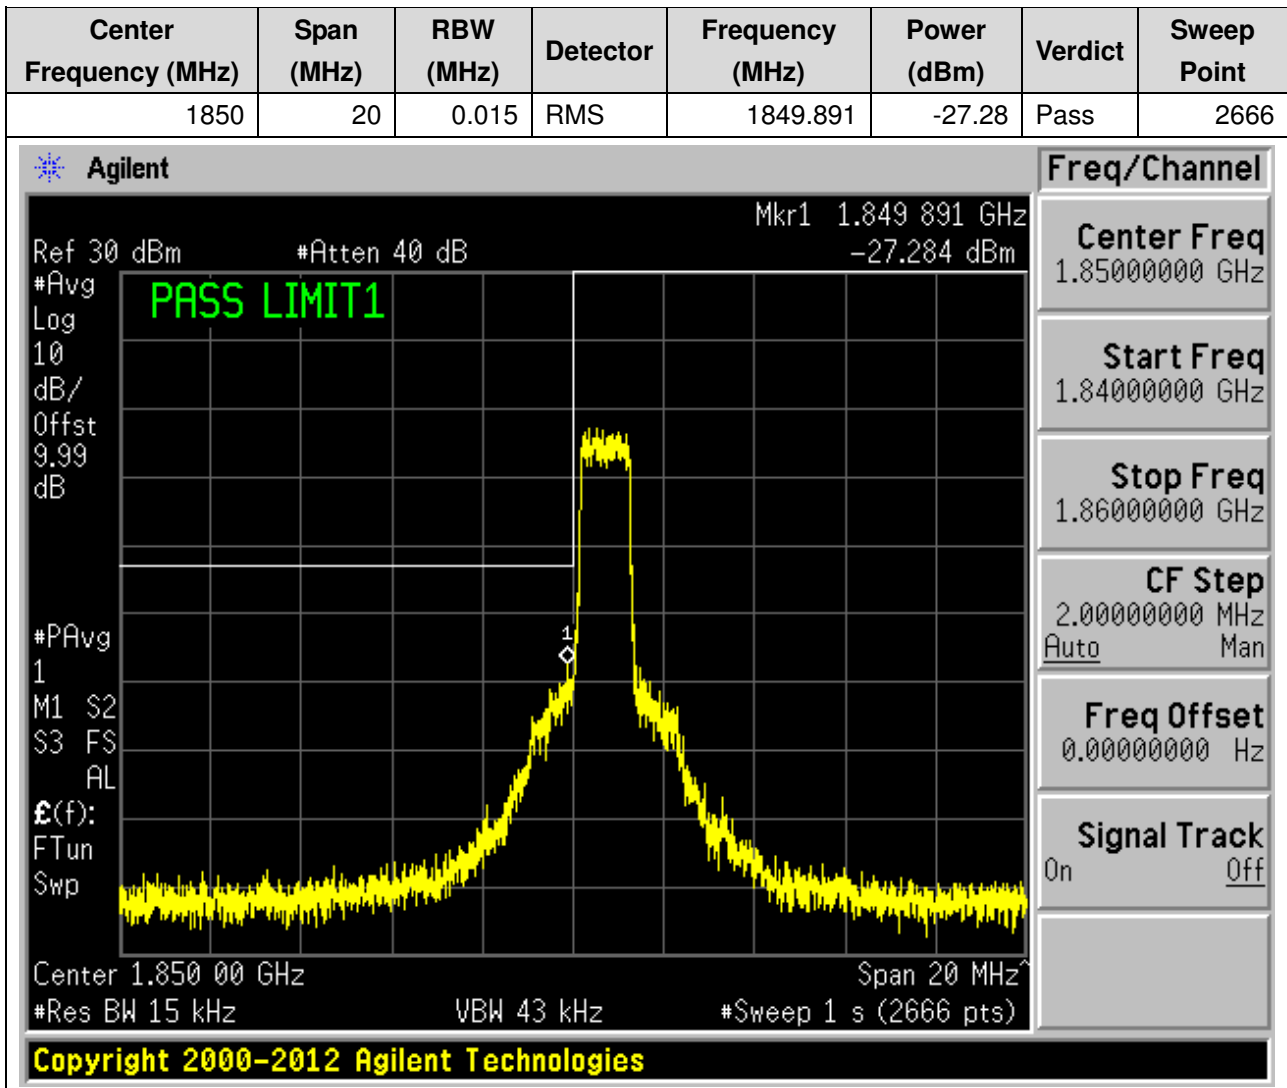 Center Frequency (MHz) Span (MHz) RBW (MHz) Detector Frequency (MHz) Power (dBm) Verdict Sweep Point
1850 20 0.015 RMS 1849.891 -27.28 Pass 2666
Agilent
Freq/Channel
Mkr1 1.849 891 GHz
Ref 30 dBm #Atten 40 dB -27.284 dBm
#Avg
Log
10
dB/
Offst
9.99
dB
PASS LIMIT1
1
#PAvg
1
M1 S2
S3 FS
AL
£(f):
FTun
Swp
Center 1.850 00 GHz Span 20 MHz^
#Res BW 15 kHz VBW 43 kHz #Sweep 1 s (2666 pts)
Center Freq
1.85000000 GHz
Start Freq
1.84000000 GHz
Stop Freq
1.86000000 GHz
CF Step
2.00000000 MHz
Auto Man
Freq Offset
0.00000000 Hz
Signal Track
On Off
Copyright 2000-2012 Agilent Technologies